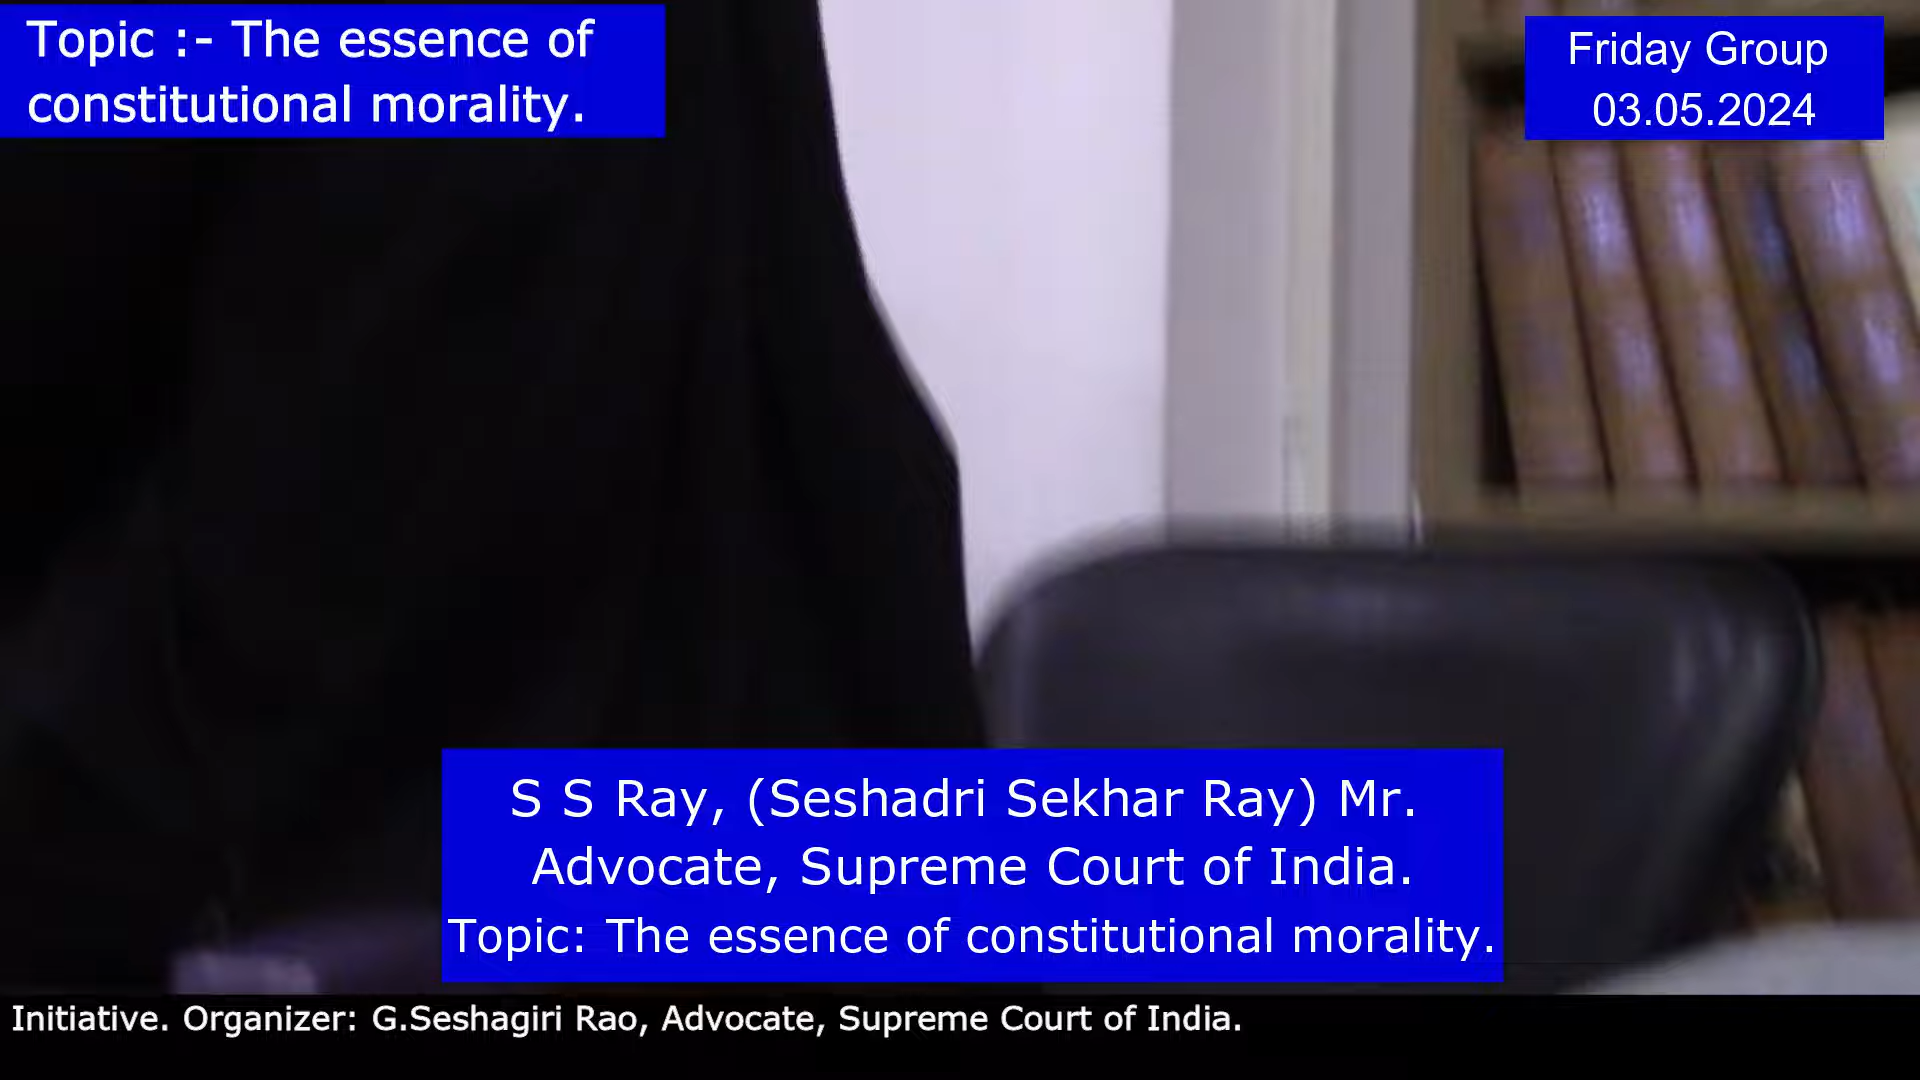 Topic :- The essence of
constitutional morality.
Friday Group
03.05.2024
S S Ray, (Seshadri Sekhar Ray) Mr.
Advocate, Supreme Court of India.
Topic: The essence of constitutional morality.
Initiative. Organizer: G.Seshagiri Rao, Advocate, Supreme Court of India.